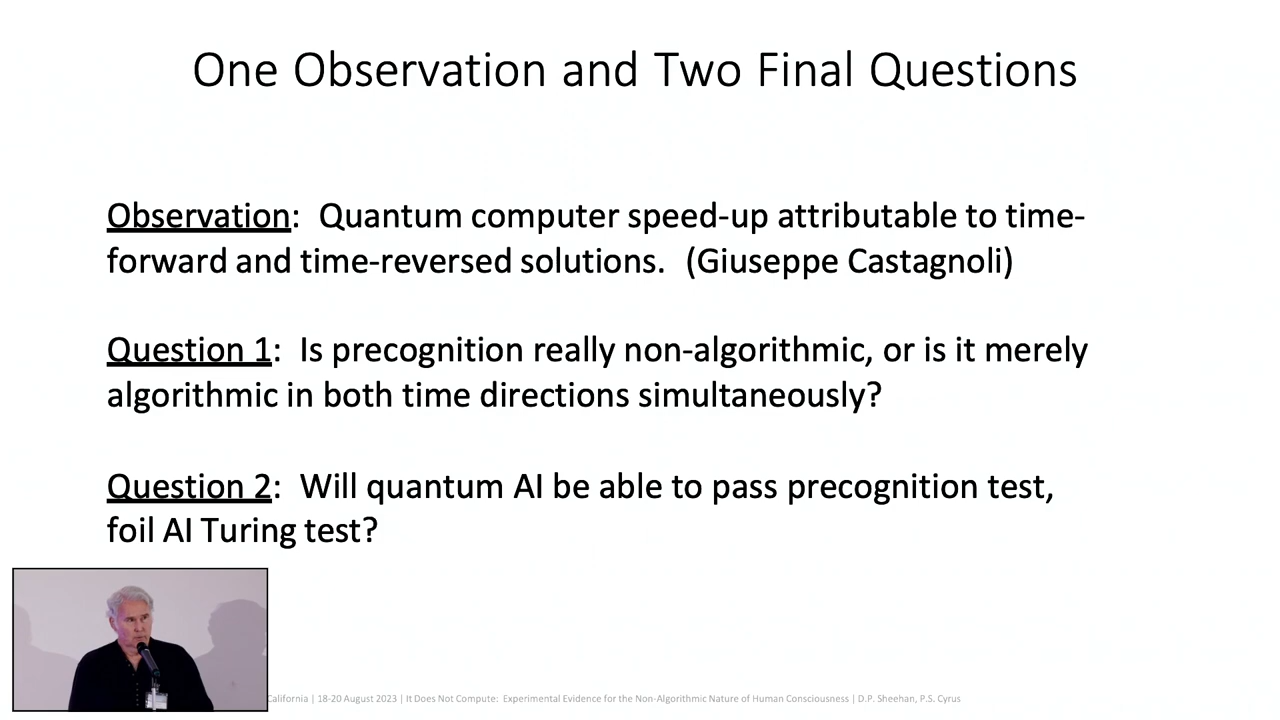 One Observation and Two Final Questions
Observation:  Quantum computer speed-up attributable to time-
forward and time-reversed solutions.  (Giuseppe Castagnoli)
Question 1:  Is precognition really non-algorithmic, or is it merely
algorithmic in both time directions simultaneously?
Question 2:  Will quantum AI be able to pass precognition test,
foil AI Turing test?
California | 18-20 August 2023 | It Does Not Compute:  Experimental Evidence for the Non-Algorithmic Nature of Human Consciousness | D.P. Sheehan, P.S. Cyrus